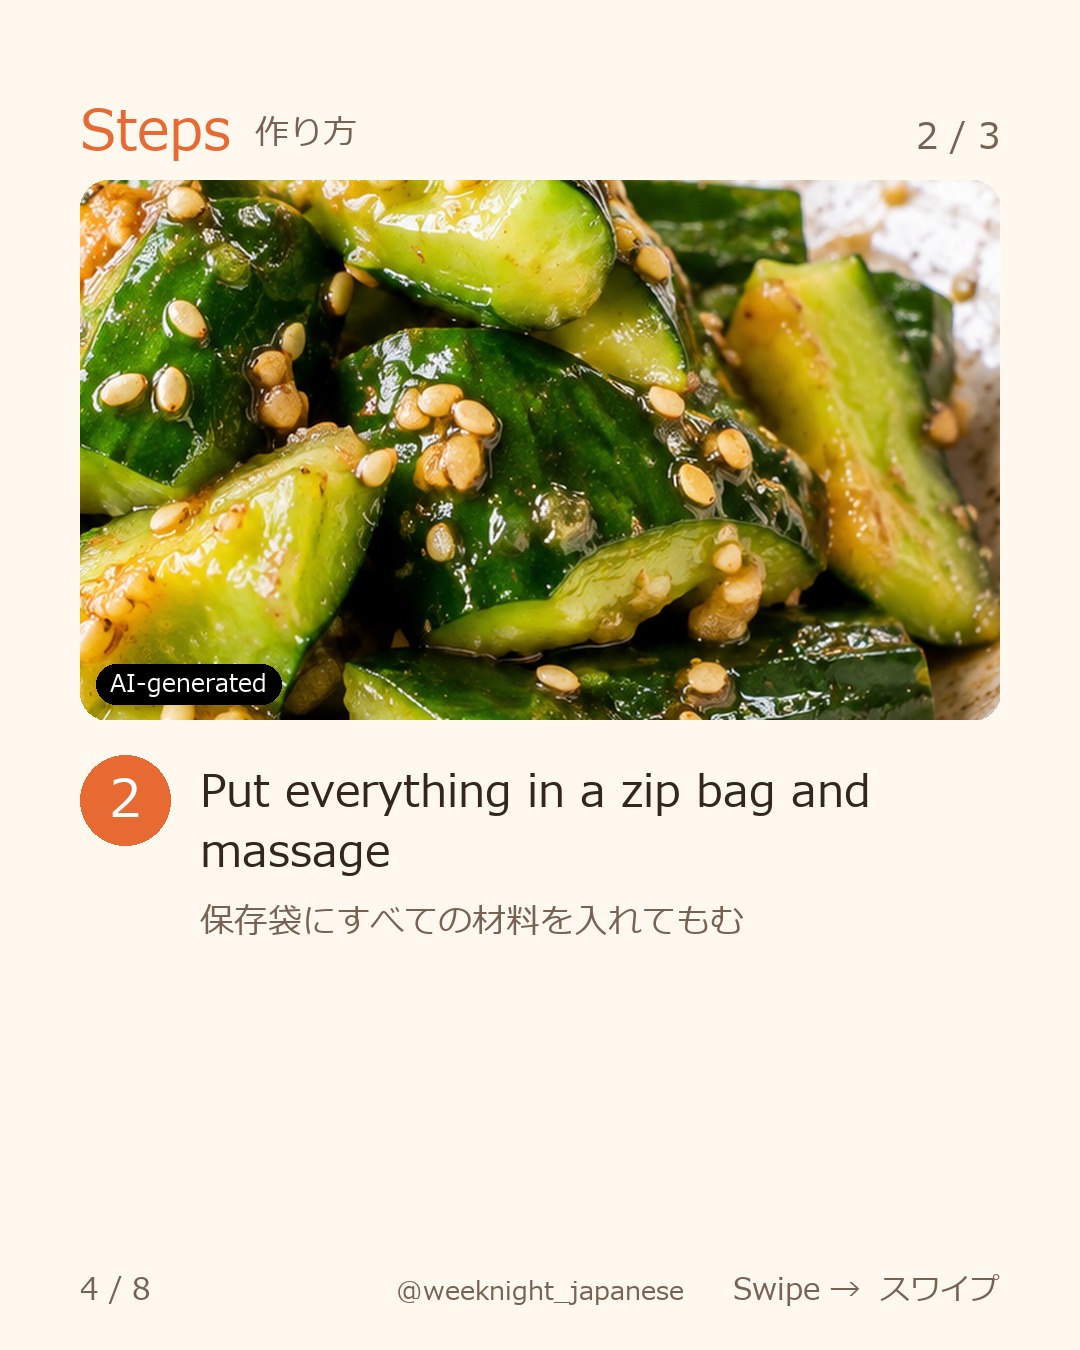 Steps 作り方
2 / 3
AI-generated
2
Put everything in a zip bag and
massage
保存袋にすべての材料を入れてもむ
4 / 8
@weeknight_japanese
Swipe → スワイプ